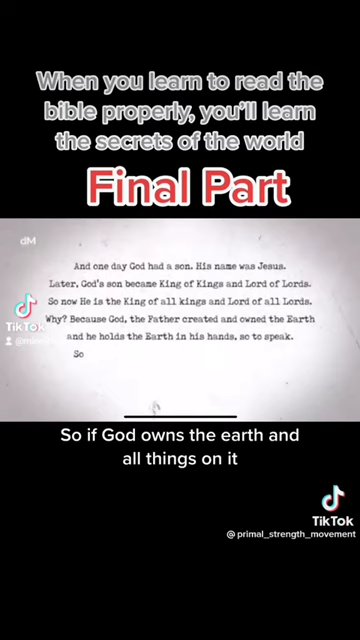 When you learn to read the
bible properly, you'll learn
the secrets of the world
Final Part
dM
And one day God had a son. His name was Jesus.
Later, God's son became King of Kings and Lord of Lords.
So now He is the King of all kings and Lord of all Lords.
Why? Because God, the Father created and owned the Earth
and he holds the Earth in his hands, so to speak.
So
TikTok
So if God owns the earth and
all things on it
TikTok
@primal_strength_movement